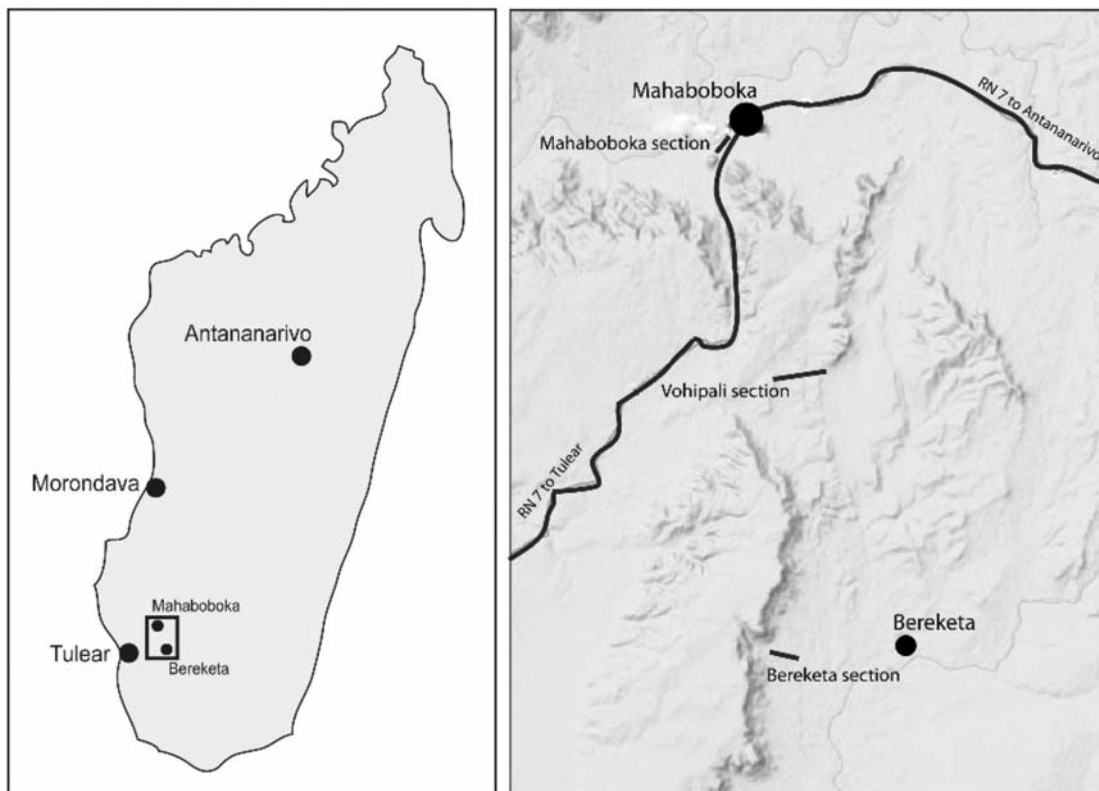 Antananarivo
Morondava
Mahaboboka
Tulear
Bereketa
Mahaboboka
RN 7 to Antananarivo
Mahaboboka section
Vohipali section
RN 7 to Tulear
Bereketa
Bereketa section